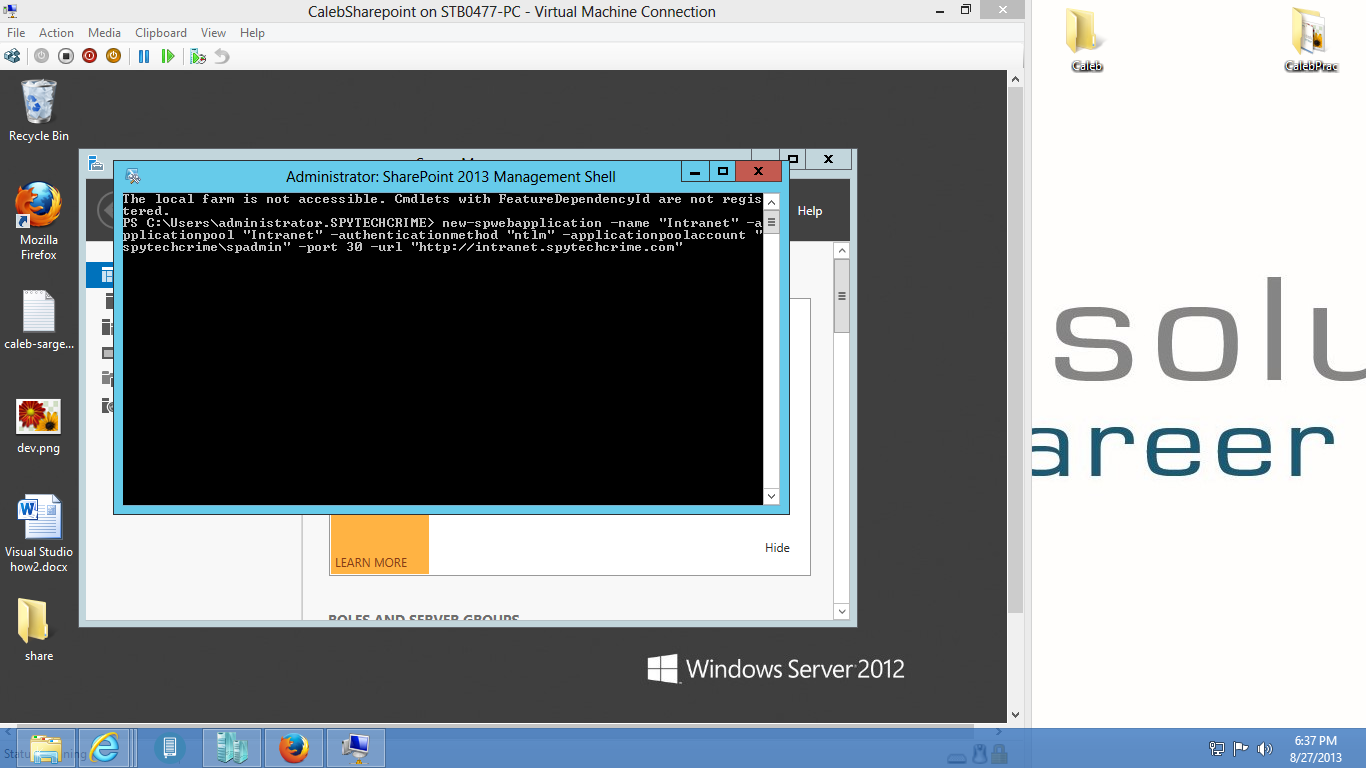 CalebSharepoint on STB0477-PC - Virtual Machine Connection
File Action Media Clipboard View Help
Caleb
CalebPrac
Recycle Bin
Mozilla
Firefox
caleb-sarge...
dev.png
Visual Studio
how2.docx
share
Administrator: SharePoint 2013 Management Shell
The local farm is not accessible. Cmdlets with FeatureDependencyId are not regis
tered.
PS C:\Users\administrator.SPYTECHCRIME> new-spwebapplication -name "Intranet" -a
pplicationpool "Intranet" -authenticationmethod "ntlm" -applicationpoolaccount "
spytechcrime\spadmin" -port 30 -url "http://intranet.spytechcrime.com"
Help
LEARN MORE
Hide
ROLES AND SERVER GROUPS
Windows Server 2012
solu
areer
6:37 PM
8/27/2013